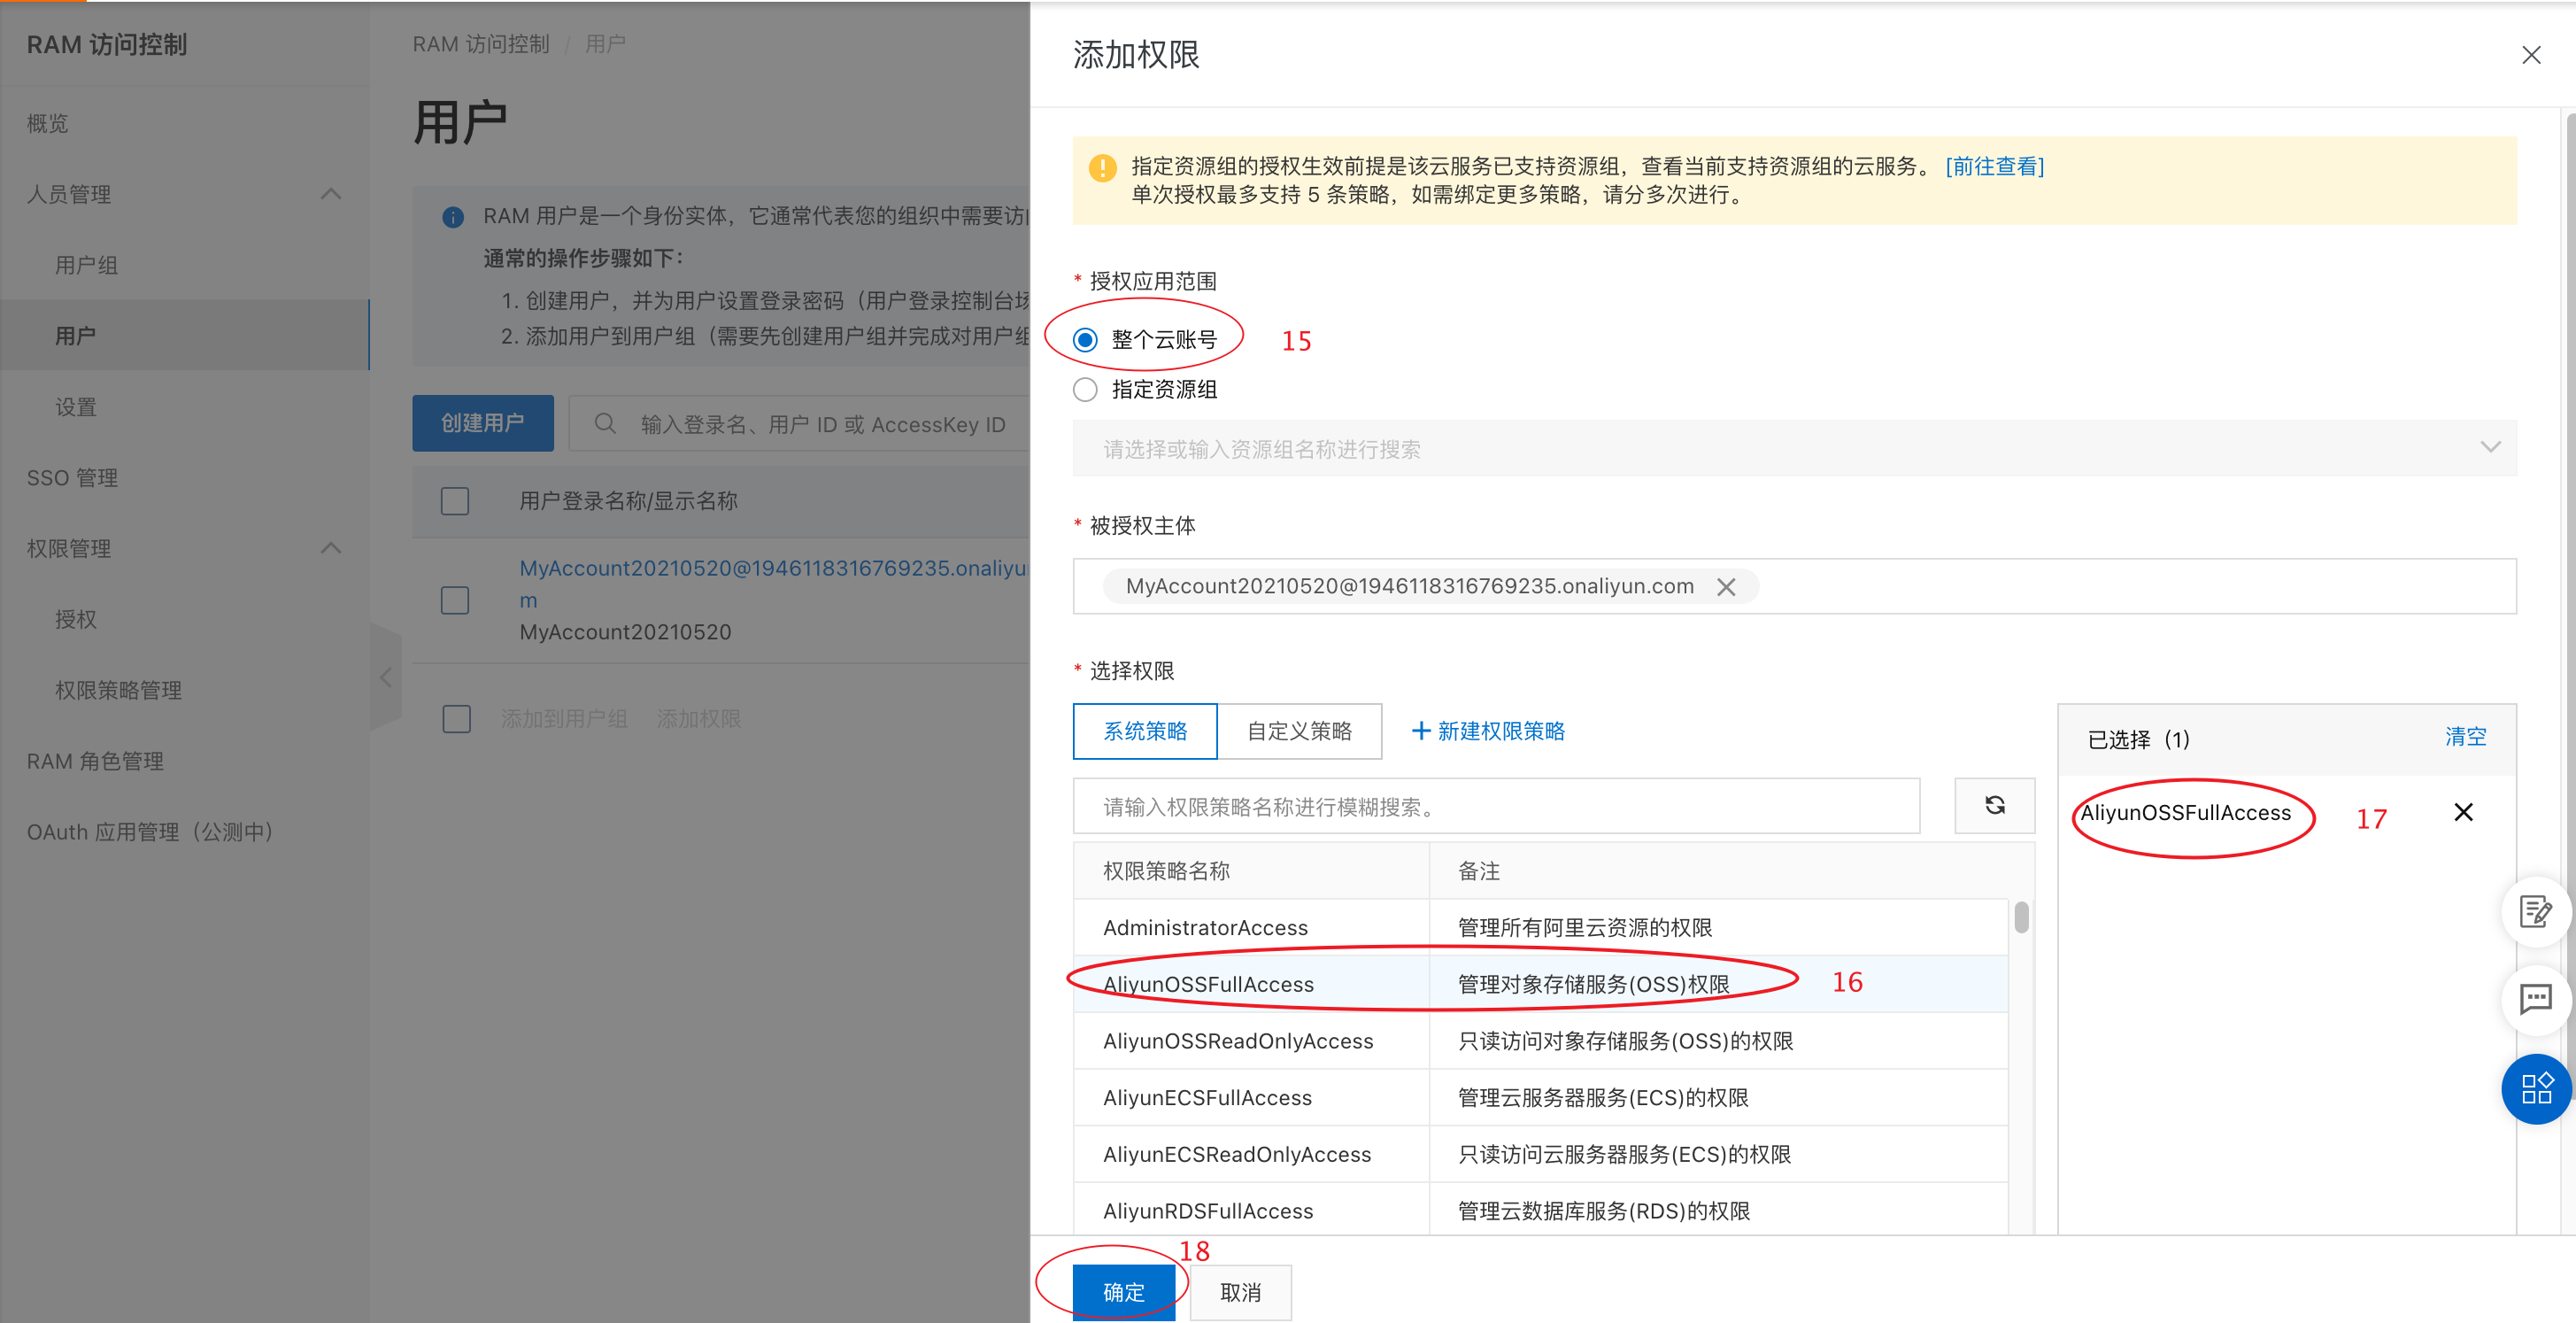 RAM 访问控制
概览
人员管理
用户组
用户
设置
SSO 管理
权限管理
授权
权限策略管理
RAM 角色管理
OAuth 应用管理（公测中）
RAM 访问控制 / 用户
用户
RAM 用户是一个身份实体，它通常代表您的组织中需要访
通常的操作步骤如下：
1. 创建用户，并为用户设置登录密码（用户登录控制台场
2. 添加用户到用户组（需要先创建用户组并完成对用户组
创建用户
输入登录名、用户 ID 或 AccessKey ID
用户登录名称/显示名称
MyAccount20210520@1946118316769235.onaliyu
m
MyAccount20210520
添加到用户组 添加权限
添加权限
指定资源组的授权生效前提是该云服务已支持资源组，查看当前支持资源组的云服务。 [前往查看]
单次授权最多支持 5 条策略，如需绑定更多策略，请分多次进行。
* 授权应用范围
整个云账号 15
指定资源组
请选择或输入资源组名称进行搜索
* 被授权主体
MyAccount20210520@1946118316769235.onaliyun.com
* 选择权限
系统策略 自定义策略 + 新建权限策略
请输入权限策略名称进行模糊搜索。
权限策略名称 备注
AdministratorAccess 管理所有阿里云资源的权限
AliyunOSSFullAccess 管理对象存储服务(OSS)权限 16
AliyunOSSReadOnlyAccess 只读访问对象存储服务(OSS)的权限
AliyunECSFullAccess 管理云服务器服务(ECS)的权限
AliyunECSReadOnlyAccess 只读访问云服务器服务(ECS)的权限
AliyunRDSFullAccess 管理云数据库服务(RDS)的权限
已选择（1） 清空
AliyunOSSFullAccess 17
18
确定 取消